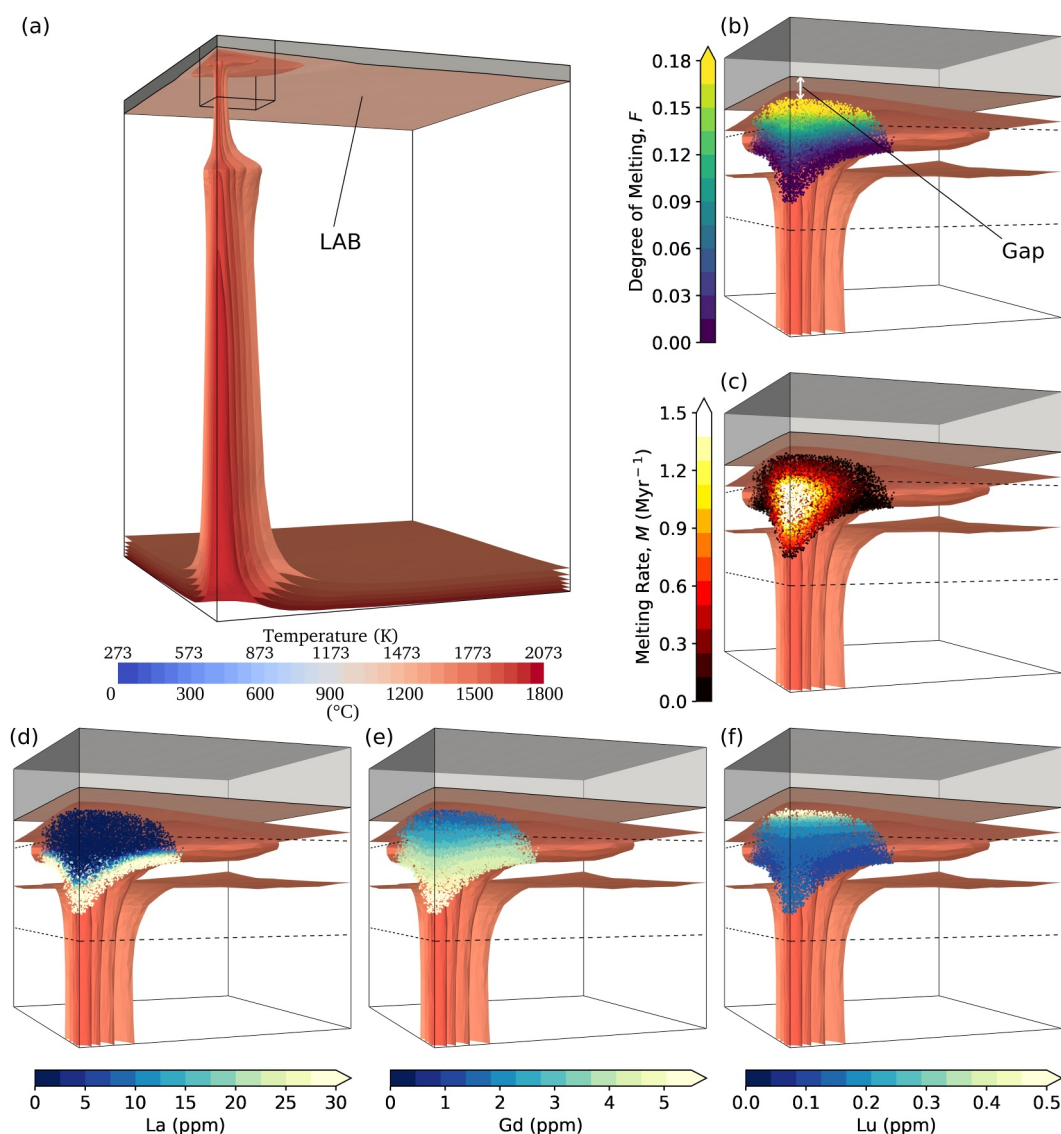 (a)
LAB
Temperature (K)
273 573 873 1173 1473 1773 2073
0 300 600 900 1200 1500 1800
(°C)
(b)
Degree of Melting, F
0.18
0.15
0.12
0.09
0.06
0.03
0.00
Gap
(c)
Melting Rate, M (Myr⁻¹)
1.5
1.2
0.9
0.6
0.3
0.0
(d)
0 5 10 15 20 25 30
La (ppm)
(e)
0 1 2 3 4 5
Gd (ppm)
(f)
0.0 0.1 0.2 0.3 0.4 0.5
Lu (ppm)